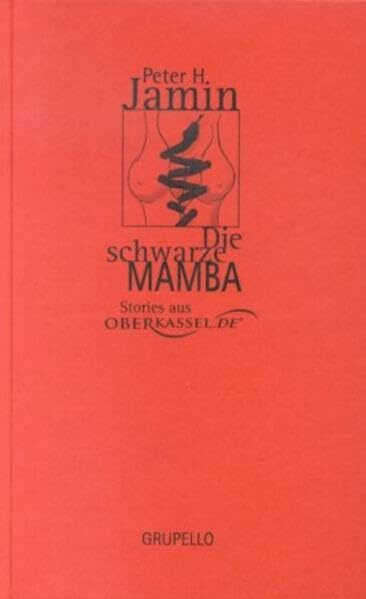 Peter H.
Jamin
Die
schwarze
MAMBA
Stories aus
OBERKASSEL.DE®
GRUPELLO